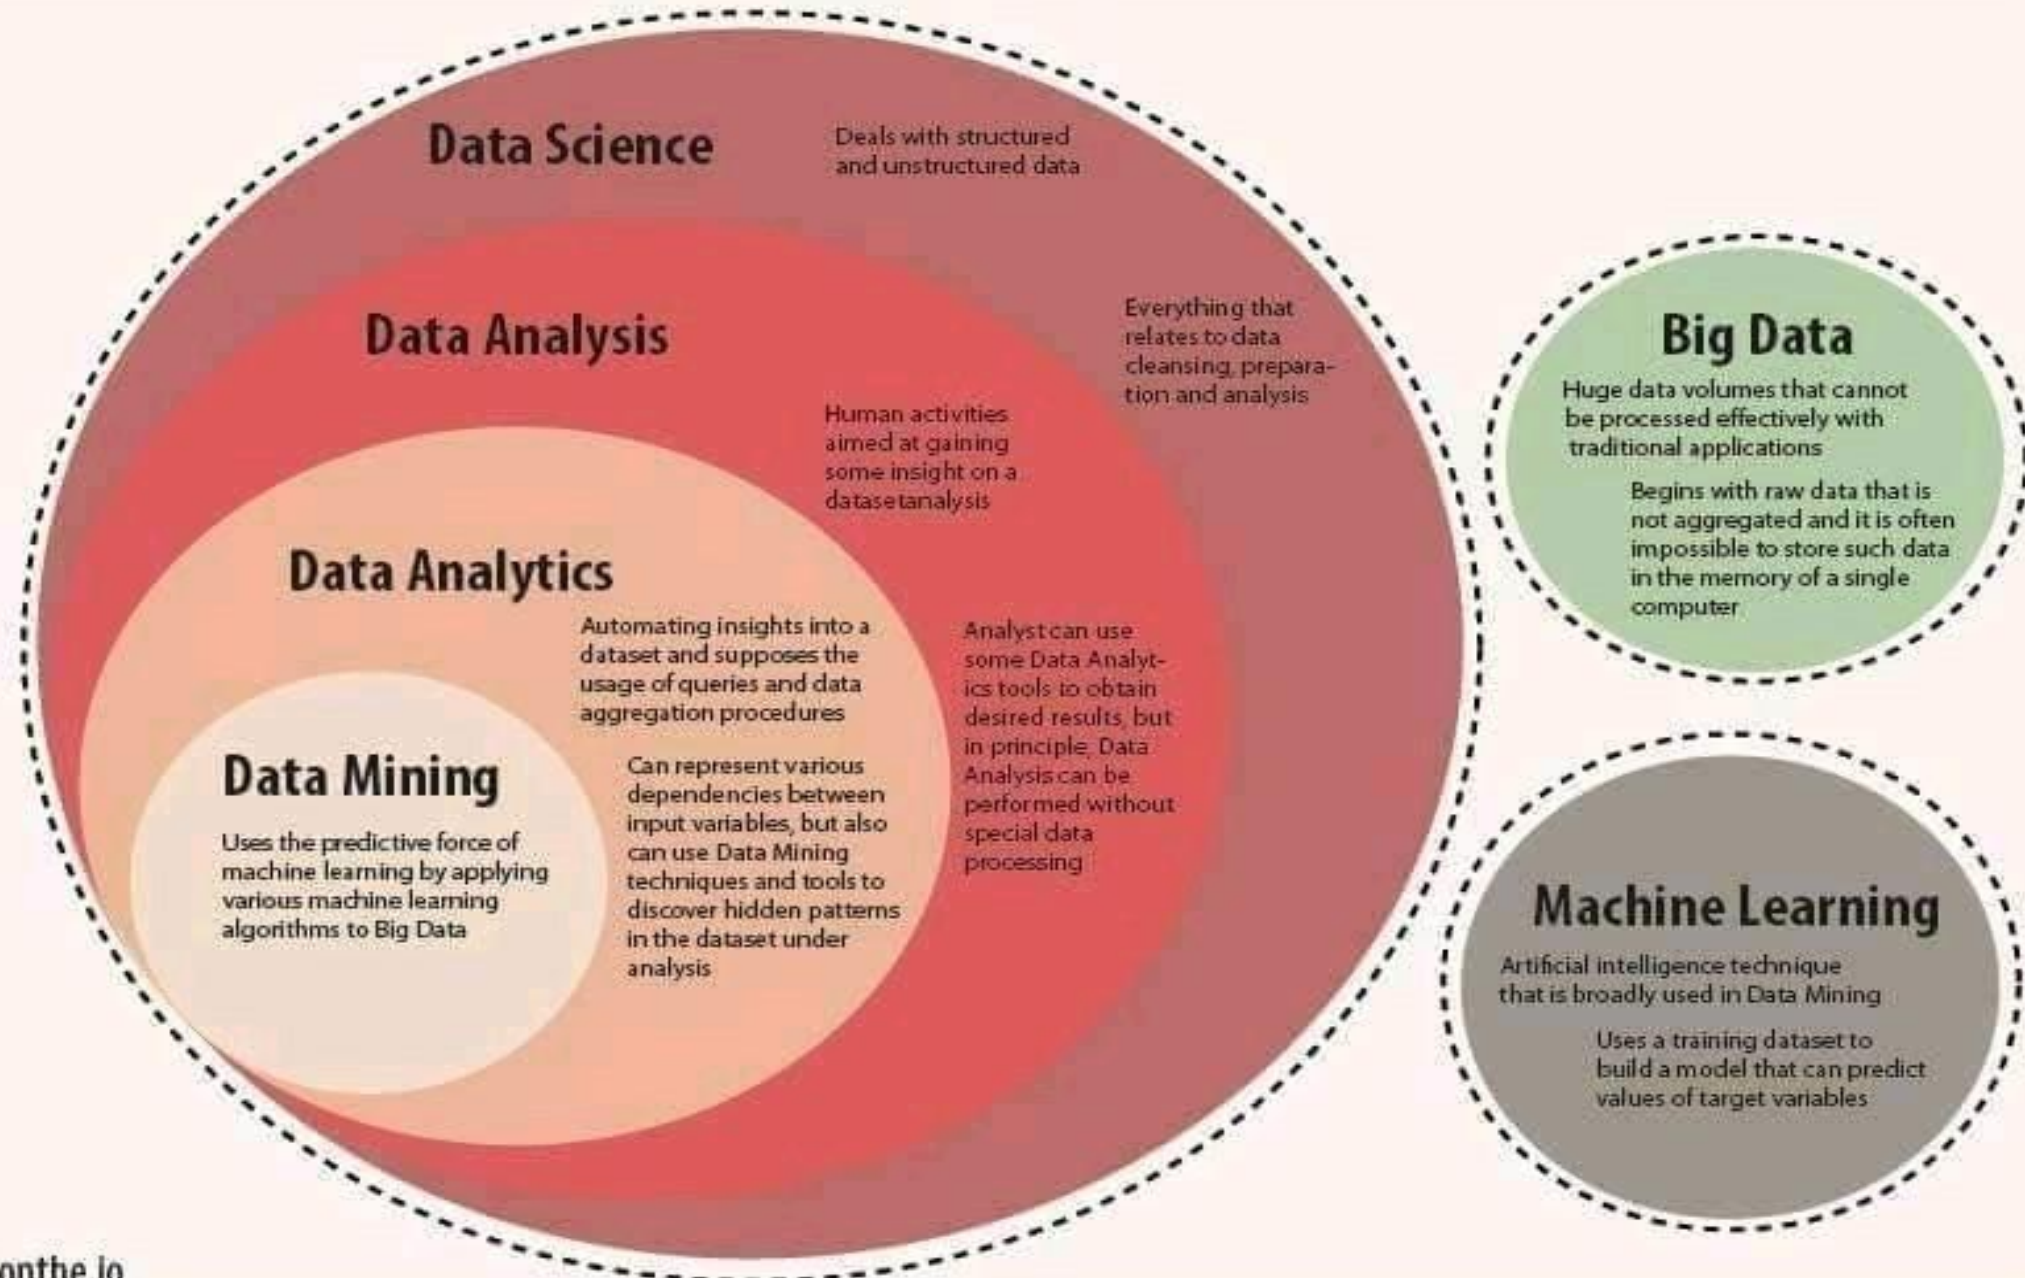 Data Science
Deals with structured
and unstructured data
Everything that
relates to data
cleansing, prepara-
tion and analysis
Data Analysis
Human activities
aimed at gaining
some insight on a
datasetanalysis
Analyst can use
some Data Analyt-
ics tools to obtain
desired results, but
in principle, Data
Analysis can be
performed without
special data
processing
Data Analytics
Automating insights into a
dataset and supposes the
usage of queries and data
aggregation procedures
Can represent various
dependencies between
input variables, but also
can use Data Mining
techniques and tools to
discover hidden patterns
in the dataset under
analysis
Data Mining
Uses the predictive force of
machine learning by applying
various machine learning
algorithms to Big Data
Big Data
Huge data volumes that cannot
be processed effectively with
traditional applications
Begins with raw data that is
not aggregated and it is often
impossible to store such data
in the memory of a single
computer
Machine Learning
Artificial intelligence technique
that is broadly used in Data Mining
Uses a training dataset to
build a model that can predict
values of target variables